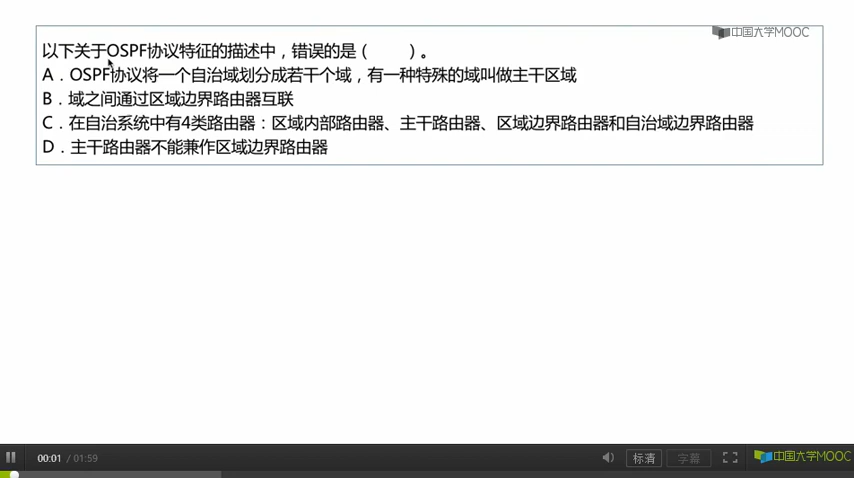 中国大学MOOC
以下关于OSPF协议特征的描述中，错误的是（　　）。
A．OSPF协议将一个自治域划分成若干个域，有一种特殊的域叫做主干区域
B．域之间通过区域边界路由器互联
C．在自治系统中有4类路由器：区域内部路由器、主干路由器、区域边界路由器和自治域边界路由器
D．主干路由器不能兼作区域边界路由器
00:01 / 01:59 标清 字幕 中国大学MOOC